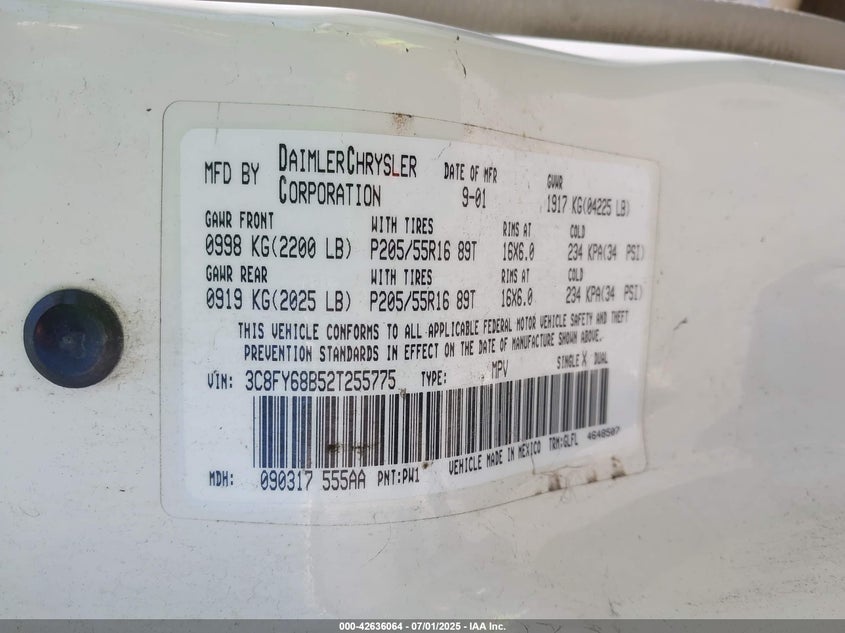 MFD BY DAIMLERCHRYSLER CORPORATION DATE OF MFR 9-01 GVWR 1917 KG(04225 LB)
GAWR FRONT WITH TIRES RIMS AT COLD
0998 KG(2200 LB) P205/55R16 89T 16X6.0 234 KPA(34 PSI)
GAWR REAR WITH TIRES RIMS AT COLD
0919 KG(2025 LB) P205/55R16 89T 16X6.0 234 KPA(34 PSI)
THIS VEHICLE CONFORMS TO ALL APPLICABLE FEDERAL MOTOR VEHICLE SAFETY AND THEFT
PREVENTION STANDARDS IN EFFECT ON THE DATE OF MANUFACTURE SHOWN ABOVE.
VIN: 3C8FY68B52T255775 TYPE: MPV SINGLE X DUAL
MDH: 090317 555AA PNT:PW1 VEHICLE MADE IN MEXICO TRM:GLFL 4648507
000-42636064 / 07/01/2025 - IAA Inc.